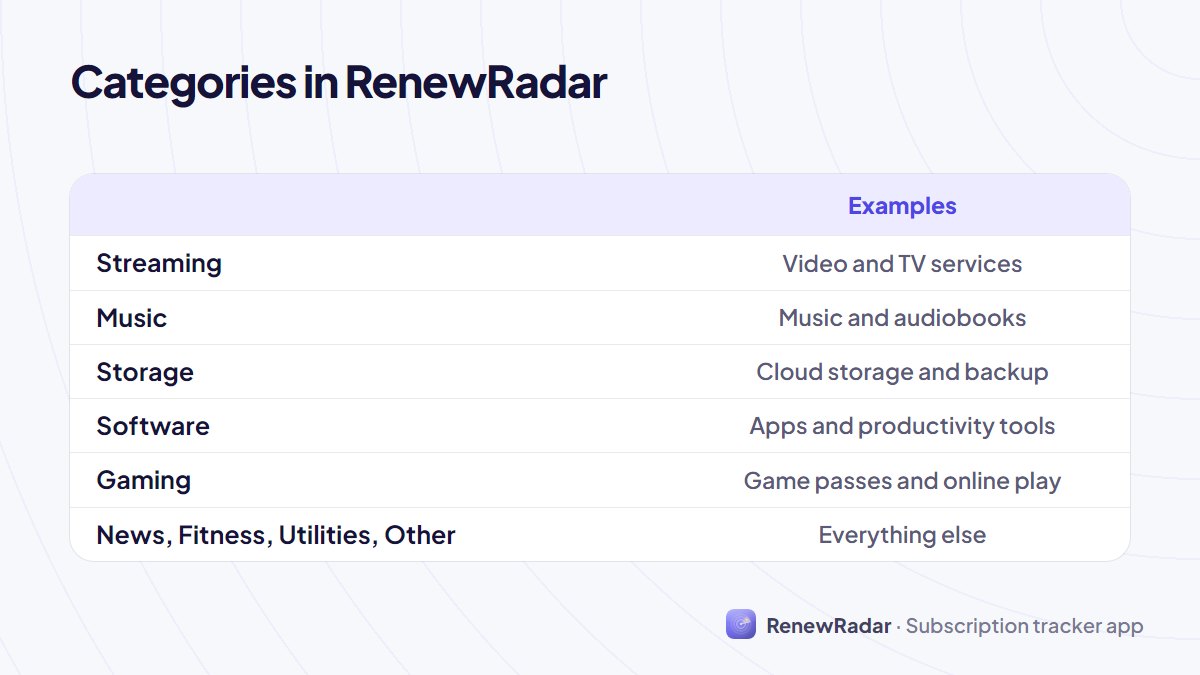 Categories in RenewRadar
Examples
Streaming Video and TV services
Music Music and audiobooks
Storage Cloud storage and backup
Software Apps and productivity tools
Gaming Game passes and online play
News, Fitness, Utilities, Other Everything else
RenewRadar · Subscription tracker app